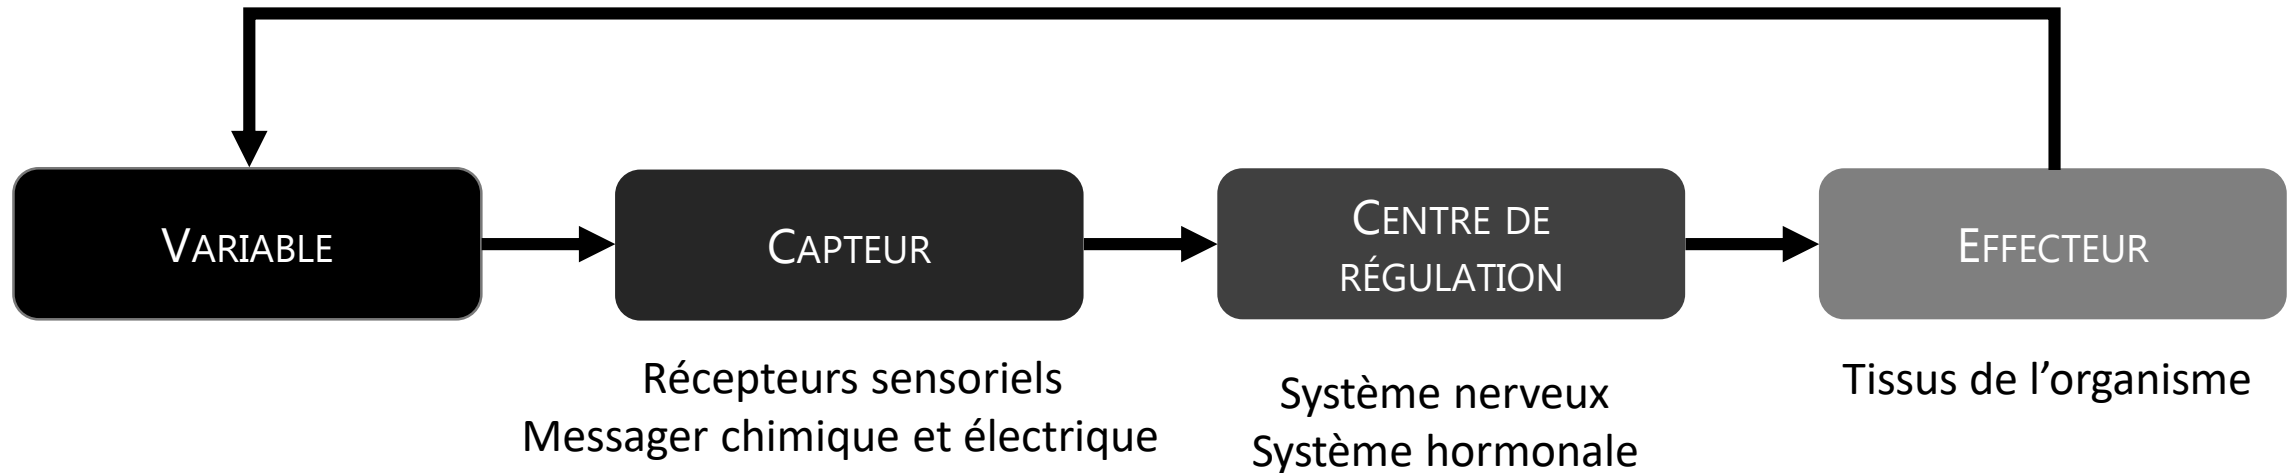 VARIABLE
CAPTEUR
CENTRE DE
RÉGULATION
EFFECTEUR
Récepteurs sensoriels
Messager chimique et électrique
Système nerveux
Système hormonale
Tissus de l’organisme